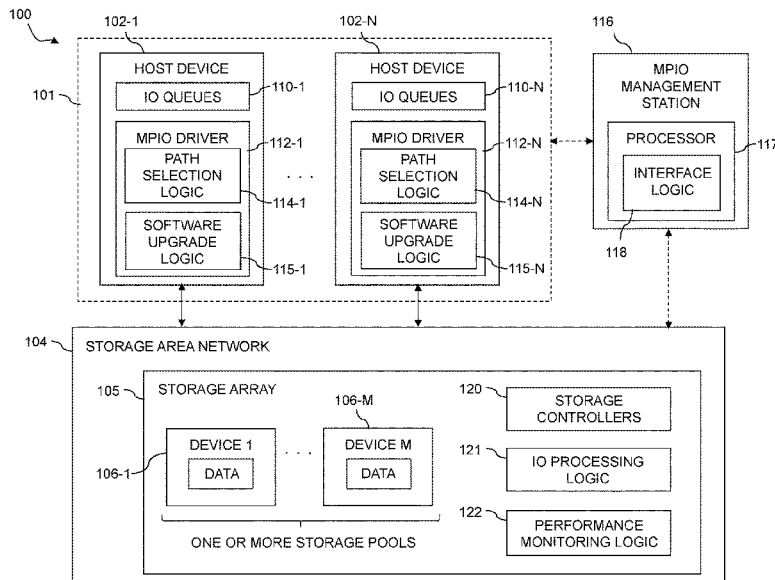 100
102-1
102-N
116
HOST DEVICE
HOST DEVICE
MPIO
MANAGEMENT
STATION
101
IO QUEUES
110-1
IO QUEUES
110-N
MPIO DRIVER
112-1
MPIO DRIVER
112-N
PROCESSOR
117
PATH
SELECTION
LOGIC
. . .
PATH
SELECTION
LOGIC
INTERFACE
LOGIC
114-1
114-N
118
SOFTWARE
UPGRADE
LOGIC
SOFTWARE
UPGRADE
LOGIC
115-1
115-N
104
STORAGE AREA NETWORK
105
STORAGE ARRAY
106-M
120
STORAGE
CONTROLLERS
DEVICE 1
. . .
DEVICE M
106-1
DATA
DATA
121
IO PROCESSING
LOGIC
ONE OR MORE STORAGE POOLS
122
PERFORMANCE
MONITORING LOGIC